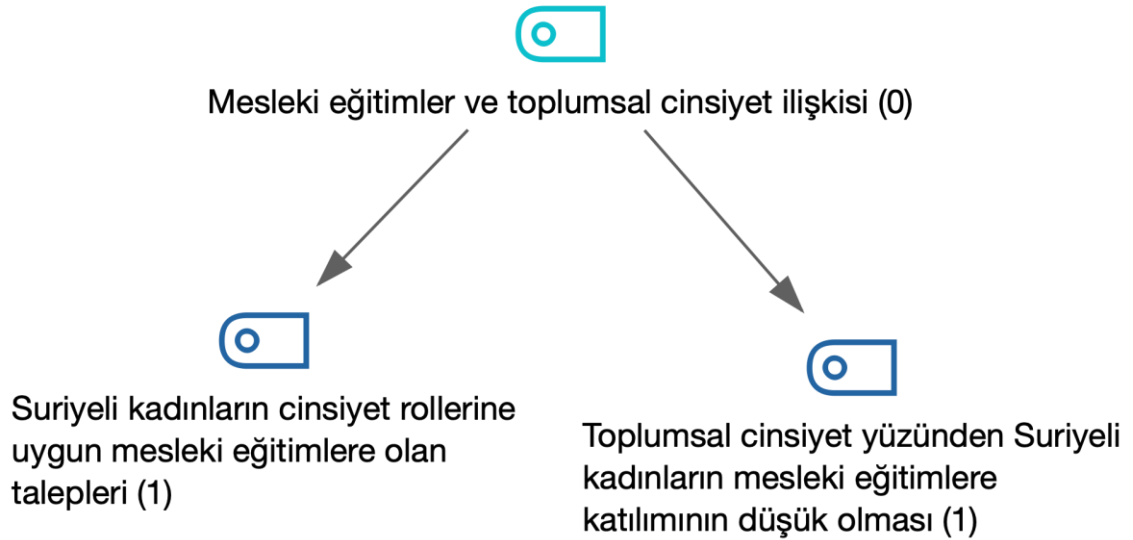 Mesleki eğitimler ve toplumsal cinsiyet ilişkisi (0)
Suriyeli kadınların cinsiyet rollerine
uygun mesleki eğitimlere olan
talepleri (1)
Toplumsal cinsiyet yüzünden Suriyeli
kadınların mesleki eğitimlere
katılımının düşük olması (1)